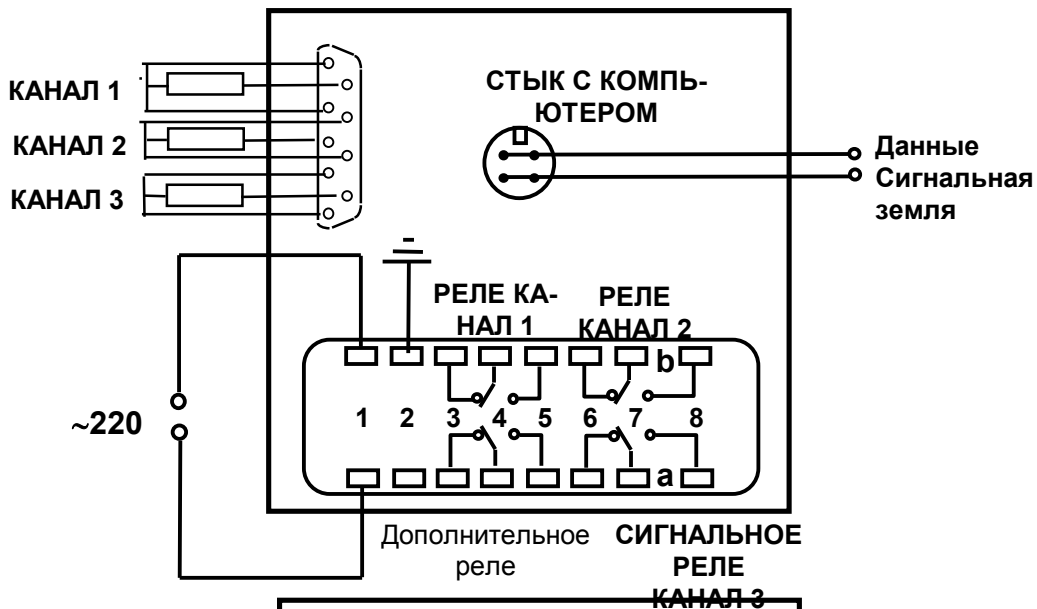 КАНАЛ 1
КАНАЛ 2
КАНАЛ 3
СТЫК С КОМПЬ-
ЮТЕРОМ
Данные
Сигнальная
земля
РЕЛЕ КА-
НАЛ 1
РЕЛЕ
КАНАЛ 2
b
~220
1 2 3 4 5 6 7 8
a
Дополнительное
реле
СИГНАЛЬНОЕ
РЕЛЕ
КАНАЛ 3